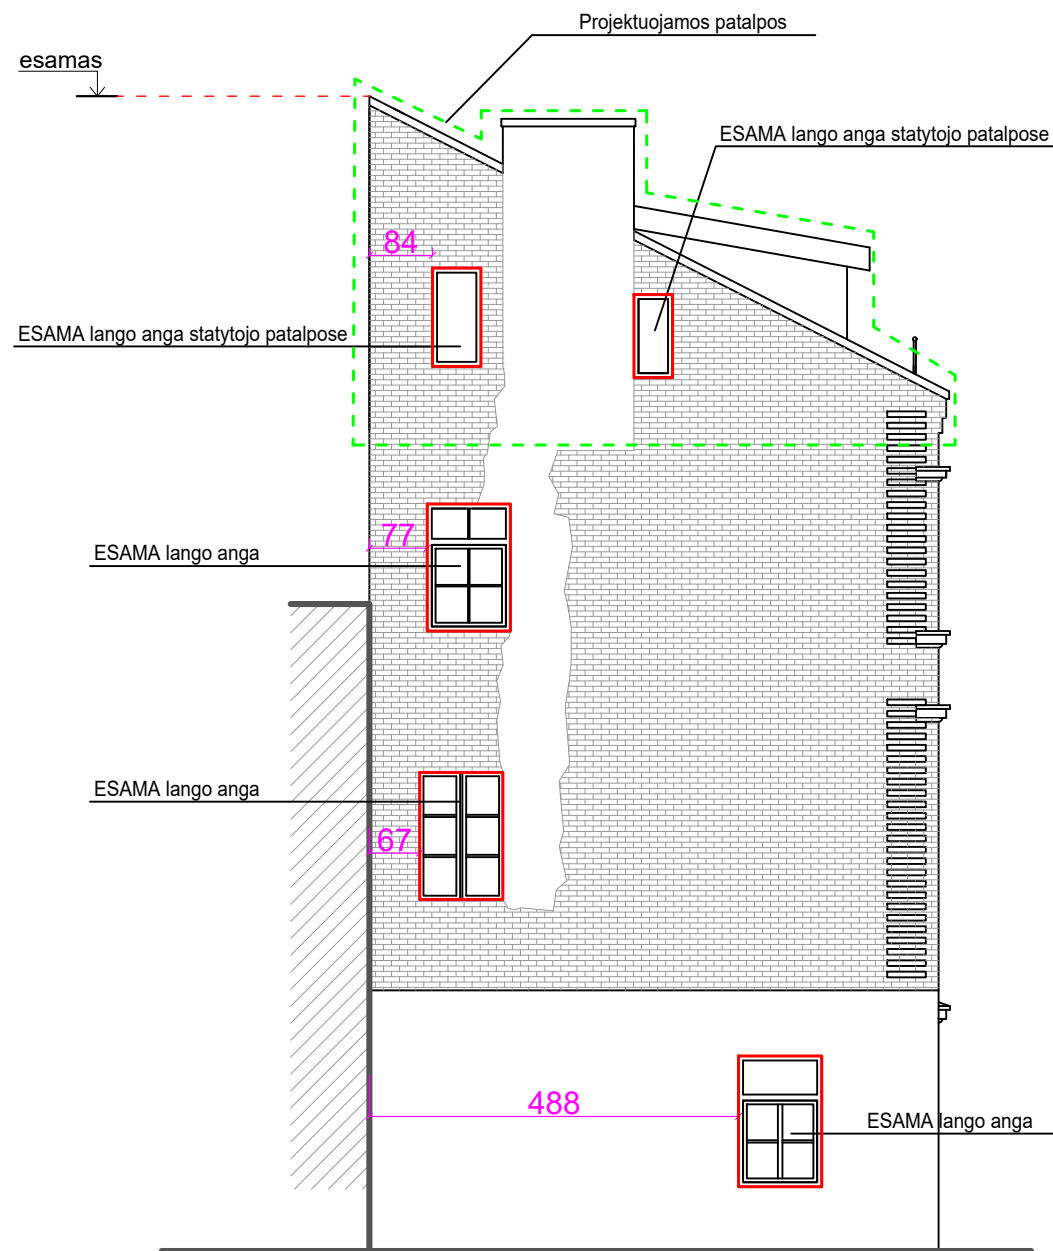 Projektuojamos patalpos
esamas
ESAMA lango anga statytojo patalpose
84
ESAMA lango anga statytojo patalpose
77
ESAMA lango anga
ESAMA lango anga
67
488
ESAMA lango anga